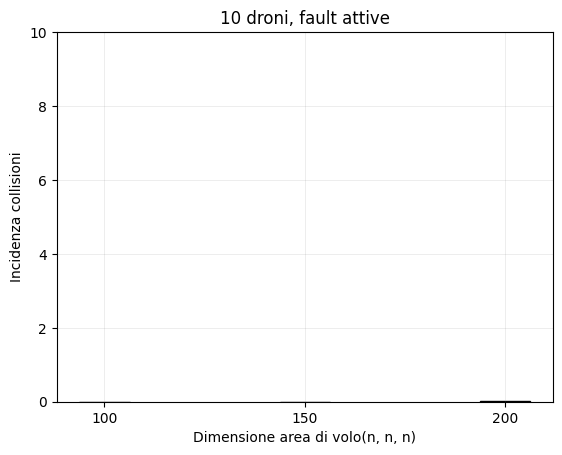 10 droni, fault attive
10
8
6
4
2
0
Incidenza collisioni
100 150 200
Dimensione area di volo(n, n, n)